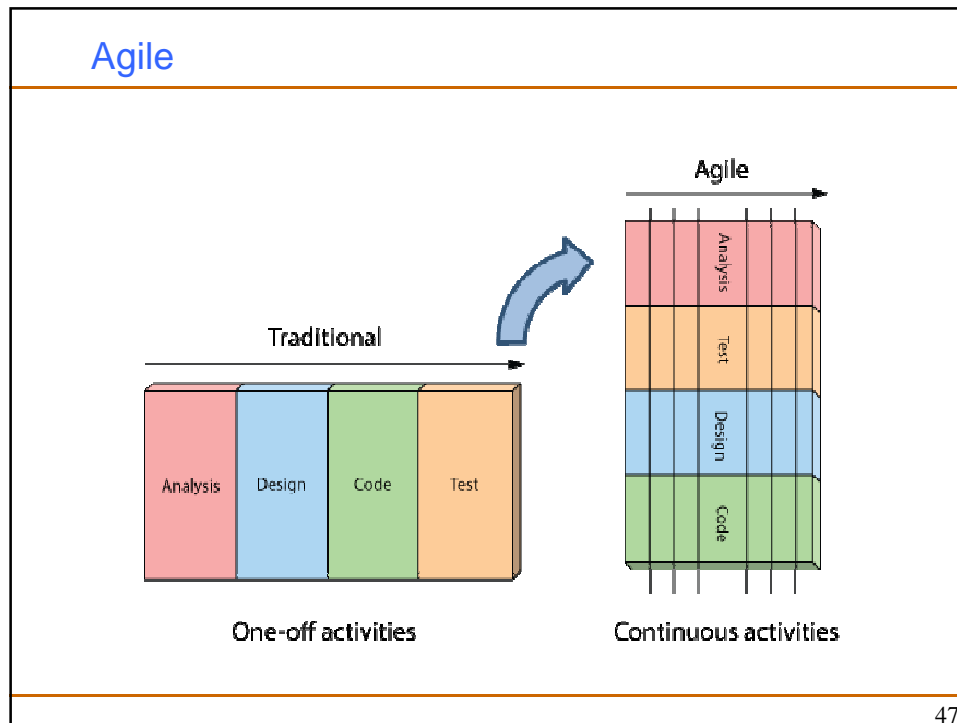 Agile
Traditional
Analysis
Design
Code
Test
One-off activities
Agile
Analysis
Test
Design
Code
Continuous activities
47